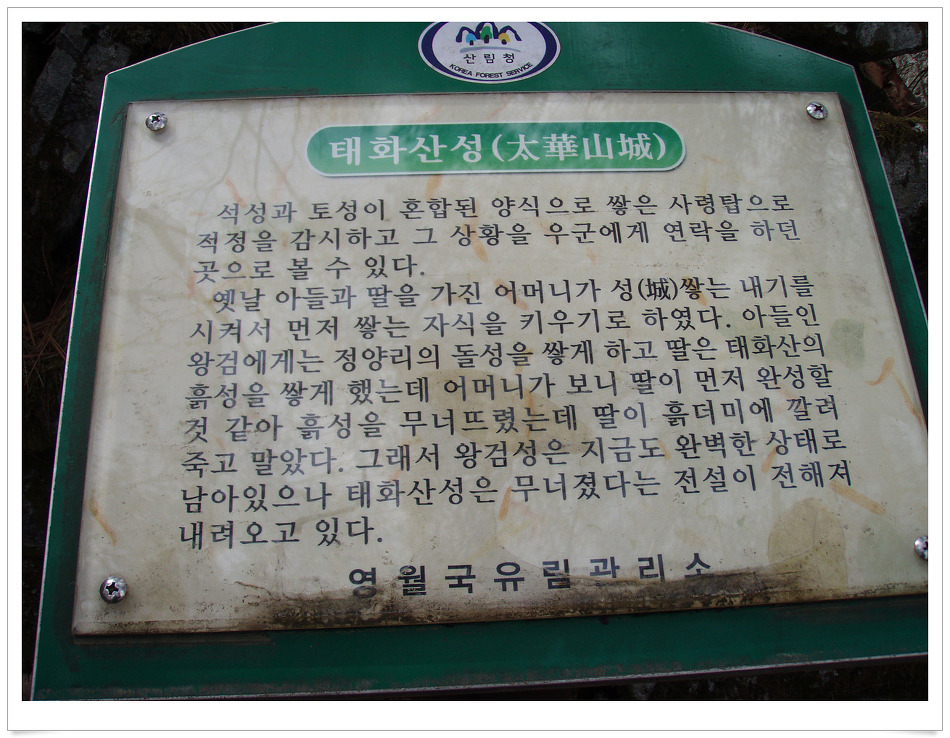 산림청
KOREA FOREST SERVICE
태화산성(太華山城)
석성과 토성이 혼합된 양식으로 쌓은 사령탑으로
적정을 감시하고 그 상황을 우군에게 연락을 하던
곳으로 볼 수 있다.
옛날 아들과 딸을 가진 어머니가 성(城)쌓는 내기를
시켜서 먼저 쌓는 자식을 키우기로 하였다. 아들인
왕검에게는 정양리의 돌성을 쌓게 하고 딸은 태화산의
흙성을 쌓게 했는데 어머니가 보니 딸이 먼저 완성할
것 같아 흙성을 무너뜨렸는데 딸이 흙더미에 깔려
죽고 말았다. 그래서 왕검성은 지금도 완벽한 상태로
남아있으나 태화산성은 무너졌다는 전설이 전해져
내려오고 있다.
영월국유림관리소